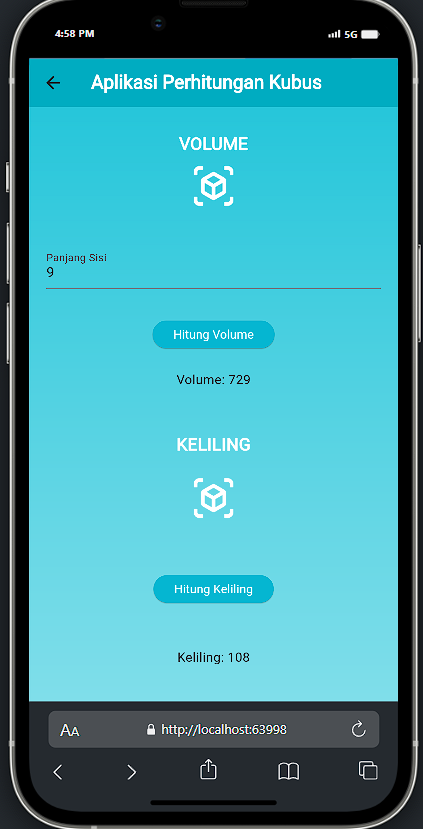 4:58 PM
5G
Aplikasi Perhitungan Kubus
VOLUME
Panjang Sisi
9
Hitung Volume
Volume: 729
KELILING
Hitung Keliling
Keliling: 108
AA
http://localhost:63998